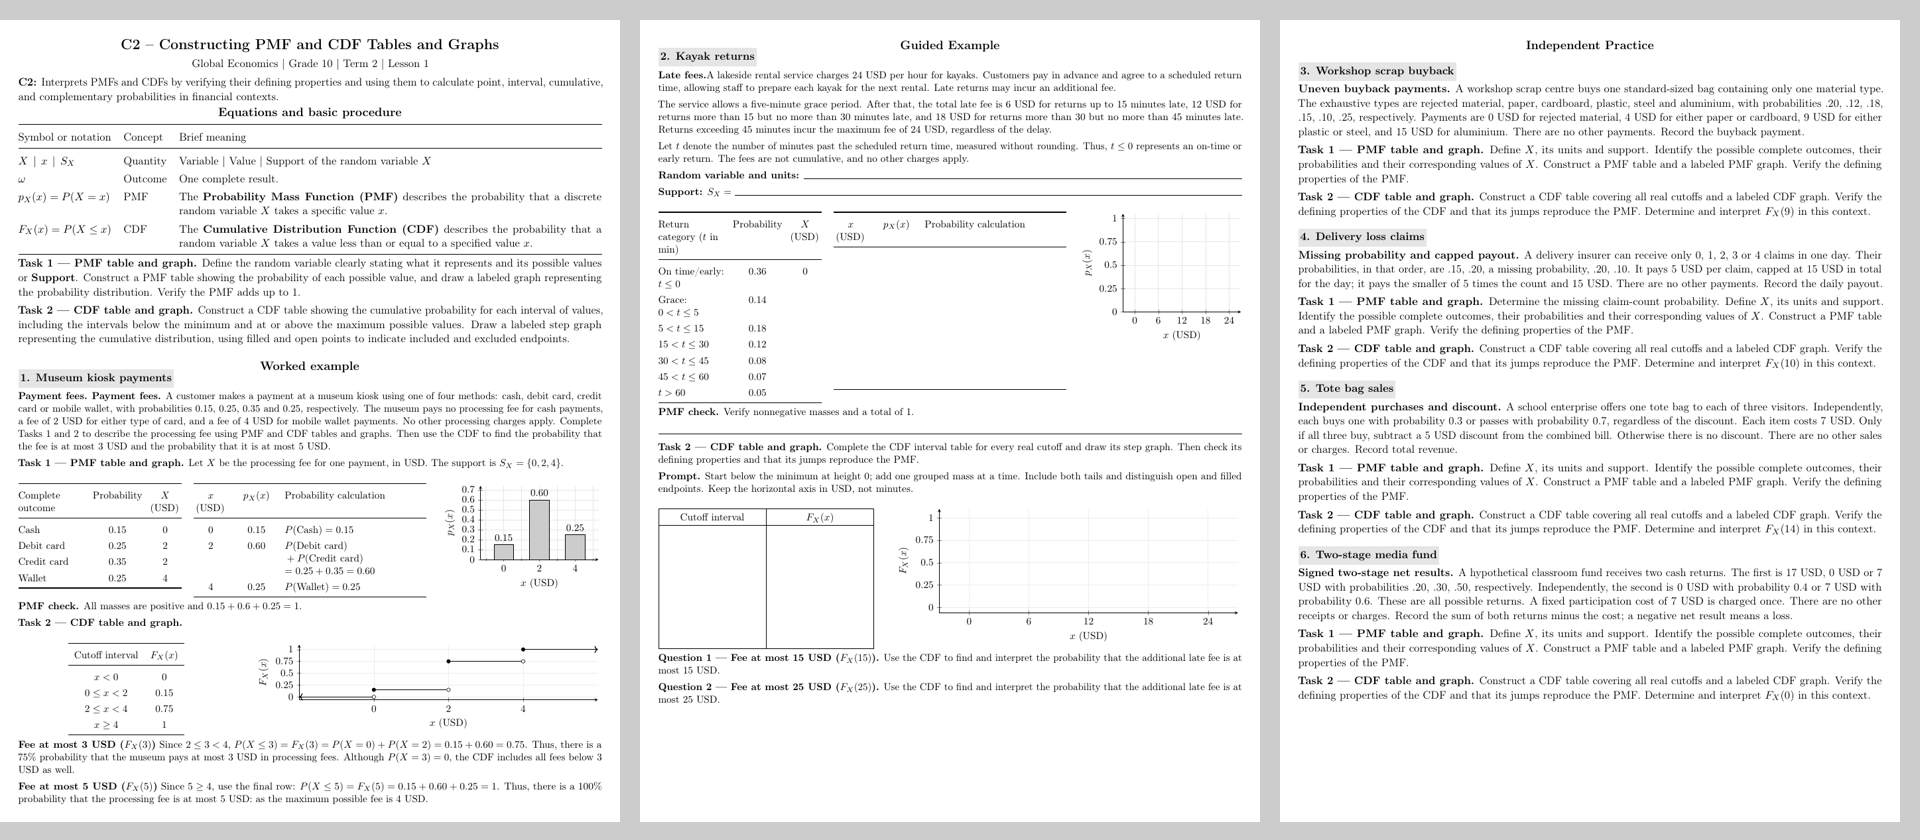 C2 – Constructing PMF and CDF Tables and Graphs
Global Economics | Grade 10 | Term 2 | Lesson 1
C2: Interprets PMFs and CDFs by verifying their defining properties and using them to calculate point, interval, cumulative,
and complementary probabilities in financial contexts.
Equations and basic procedure
Symbol or notation Concept Brief meaning
X | x | S_X Quantity Variable | Value | Support of the random variable X
ω Outcome One complete result.
p_X(x) = P(X = x) PMF The Probability Mass Function (PMF) describes the probability that a discrete
random variable X takes a specific value x.
F_X(x) = P(X ≤ x) CDF The Cumulative Distribution Function (CDF) describes the probability that a
random variable X takes a value less than or equal to a specified value x.
Task 1 — PMF table and graph. Define the random variable clearly stating what it represents and its possible values
or Support. Construct a PMF table showing the probability of each possible value, and draw a labeled graph representing
the probability distribution. Verify the PMF adds up to 1.
Task 2 — CDF table and graph. Construct a CDF table showing the cumulative probability for each interval of values,
including the intervals below the minimum and at or above the maximum possible values. Draw a labeled step graph
representing the cumulative distribution, using filled and open points to indicate included and excluded endpoints.
Worked example
1. Museum kiosk payments
Payment fees. Payment fees. A customer makes a payment at a museum kiosk using one of four methods: cash, debit card, credit
card or mobile wallet, with probabilities 0.15, 0.25, 0.35 and 0.25, respectively. The museum pays no processing fee for cash payments,
a fee of 2 USD for either type of card, and a fee of 4 USD for mobile wallet payments. No other processing charges apply. Complete
Tasks 1 and 2 to describe the processing fee using PMF and CDF tables and graphs. Then use the CDF to find the probability that
the fee is at most 3 USD and the probability that it is at most 5 USD.
Task 1 — PMF table and graph. Let X be the processing fee for one payment, in USD. The support is S_X = {0, 2, 4}.
Complete outcome Probability X (USD)
Cash 0.15 0
Debit card 0.25 2
Credit card 0.35 2
Wallet 0.25 4
x (USD) p_X(x) Probability calculation
0 0.15 P(Cash) = 0.15
2 0.60 P(Debit card)
+ P(Credit card)
= 0.25 + 0.35 = 0.60
4 0.25 P(Wallet) = 0.25
p_X(x)
0.7
0.6
0.5
0.4
0.3
0.2
0.1
0
0.15 0.60 0.25
0 2 4
x (USD)
PMF check. All masses are positive and 0.15 + 0.6 + 0.25 = 1.
Task 2 — CDF table and graph.
Cutoff interval F_X(x)
x < 0 0
0 ≤ x < 2 0.15
2 ≤ x < 4 0.75
x ≥ 4 1
F_X(x)
1
0.75
0.5
0.25
0
0 2 4
x (USD)
Fee at most 3 USD (F_X(3)) Since 2 ≤ 3 < 4, P(X ≤ 3) = F_X(3) = P(X = 0) + P(X = 2) = 0.15 + 0.60 = 0.75. Thus, there is a
75% probability that the museum pays at most 3 USD in processing fees. Although P(X = 3) = 0, the CDF includes all fees below 3
USD as well.
Fee at most 5 USD (F_X(5)) Since 5 ≥ 4, use the final row: P(X ≤ 5) = F_X(5) = 0.15 + 0.60 + 0.25 = 1. Thus, there is a 100%
probability that the processing fee is at most 5 USD: as the maximum possible fee is 4 USD.
Guided Example
2. Kayak returns
Late fees.A lakeside rental service charges 24 USD per hour for kayaks. Customers pay in advance and agree to a scheduled return
time, allowing staff to prepare each kayak for the next rental. Late returns may incur an additional fee.
The service allows a five-minute grace period. After that, the total late fee is 6 USD for returns up to 15 minutes late, 12 USD for
returns more than 15 but no more than 30 minutes late, and 18 USD for returns more than 30 but no more than 45 minutes late.
Returns exceeding 45 minutes incur the maximum fee of 24 USD, regardless of the delay.
Let t denote the number of minutes past the scheduled return time, measured without rounding. Thus, t ≤ 0 represents an on-time or
early return. The fees are not cumulative, and no other charges apply.
Random variable and units:
Support: S_X =
Return category (t in min) Probability X (USD)
On time/early: t ≤ 0 0.36 0
Grace: 0 < t ≤ 5 0.14
5 < t ≤ 15 0.18
15 < t ≤ 30 0.12
30 < t ≤ 45 0.08
45 < t ≤ 60 0.07
t > 60 0.05
x (USD) p_X(x) Probability calculation
p_X(x)
1
0.75
0.5
0.25
0
0 6 12 18 24
x (USD)
PMF check. Verify nonnegative masses and a total of 1.
Task 2 — CDF table and graph. Complete the CDF interval table for every real cutoff and draw its step graph. Then check its
defining properties and that its jumps reproduce the PMF.
Prompt. Start below the minimum at height 0; add one grouped mass at a time. Include both tails and distinguish open and filled
endpoints. Keep the horizontal axis in USD, not minutes.
Cutoff interval F_X(x)
F_X(x)
1
0.75
0.5
0.25
0
0 6 12 18 24
x (USD)
Question 1 — Fee at most 15 USD (F_X(15)). Use the CDF to find and interpret the probability that the additional late fee is at
most 15 USD.
Question 2 — Fee at most 25 USD (F_X(25)). Use the CDF to find and interpret the probability that the additional late fee is at
most 25 USD.
Independent Practice
3. Workshop scrap buyback
Uneven buyback payments. A workshop scrap centre buys one standard-sized bag containing only one material type.
The exhaustive types are rejected material, paper, cardboard, plastic, steel and aluminium, with probabilities .20, .12, .18,
.15, .10, .25, respectively. Payments are 0 USD for rejected material, 4 USD for either paper or cardboard, 9 USD for either
plastic or steel, and 15 USD for aluminium. There are no other payments. Record the buyback payment.
Task 1 — PMF table and graph. Define X, its units and support. Identify the possible complete outcomes, their
probabilities and their corresponding values of X. Construct a PMF table and a labeled PMF graph. Verify the defining
properties of the PMF.
Task 2 — CDF table and graph. Construct a CDF table covering all real cutoffs and a labeled CDF graph. Verify the
defining properties of the CDF and that its jumps reproduce the PMF. Determine and interpret F_X(9) in this context.
4. Delivery loss claims
Missing probability and capped payout. A delivery insurer can receive only 0, 1, 2, 3 or 4 claims in one day. Their
probabilities, in that order, are .15, .20, a missing probability, .20, .10. It pays 5 USD per claim, capped at 15 USD in total
for the day; it pays the smaller of 5 times the count and 15 USD. There are no other payments. Record the daily payout.
Task 1 — PMF table and graph. Determine the missing claim-count probability. Define X, its units and support.
Identify the possible complete outcomes, their probabilities and their corresponding values of X. Construct a PMF table
and a labeled PMF graph. Verify the defining properties of the PMF.
Task 2 — CDF table and graph. Construct a CDF table covering all real cutoffs and a labeled CDF graph. Verify the
defining properties of the CDF and that its jumps reproduce the PMF. Determine and interpret F_X(10) in this context.
5. Tote bag sales
Independent purchases and discount. A school enterprise offers one tote bag to each of three visitors. Independently,
each buys one with probability 0.3 or passes with probability 0.7, regardless of the discount. Each item costs 7 USD. Only
if all three buy, subtract a 5 USD discount from the combined bill. Otherwise there is no discount. There are no other sales
or charges. Record total revenue.
Task 1 — PMF table and graph. Define X, its units and support. Identify the possible complete outcomes, their
probabilities and their corresponding values of X. Construct a PMF table and a labeled PMF graph. Verify the defining
properties of the PMF.
Task 2 — CDF table and graph. Construct a CDF table covering all real cutoffs and a labeled CDF graph. Verify the
defining properties of the CDF and that its jumps reproduce the PMF. Determine and interpret F_X(14) in this context.
6. Two-stage media fund
Signed two-stage net results. A hypothetical classroom fund receives two cash returns. The first is 17 USD, 0 USD or 7
USD with probabilities .20, .30, .50, respectively. Independently, the second is 0 USD with probability 0.4 or 7 USD with
probability 0.6. These are all possible returns. A fixed participation cost of 7 USD is charged once. There are no other
receipts or charges. Record the sum of both returns minus the cost; a negative net result means a loss.
Task 1 — PMF table and graph. Define X, its units and support. Identify the possible complete outcomes, their
probabilities and their corresponding values of X. Construct a PMF table and a labeled PMF graph. Verify the defining
properties of the PMF.
Task 2 — CDF table and graph. Construct a CDF table covering all real cutoffs and a labeled CDF graph. Verify the
defining properties of the CDF and that its jumps reproduce the PMF. Determine and interpret F_X(0) in this context.